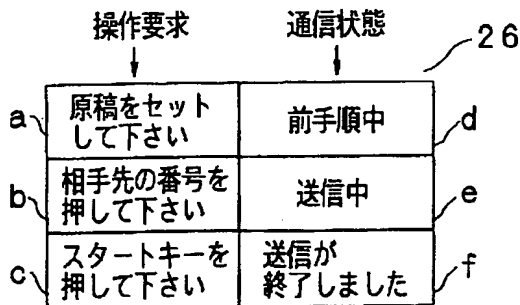 操作要求
通信状態
26
a
原稿をセット
して下さい
前手順中
d
b
相手先の番号を
押して下さい
送信中
e
c
スタートキーを
押して下さい
送信が
終了しました
f